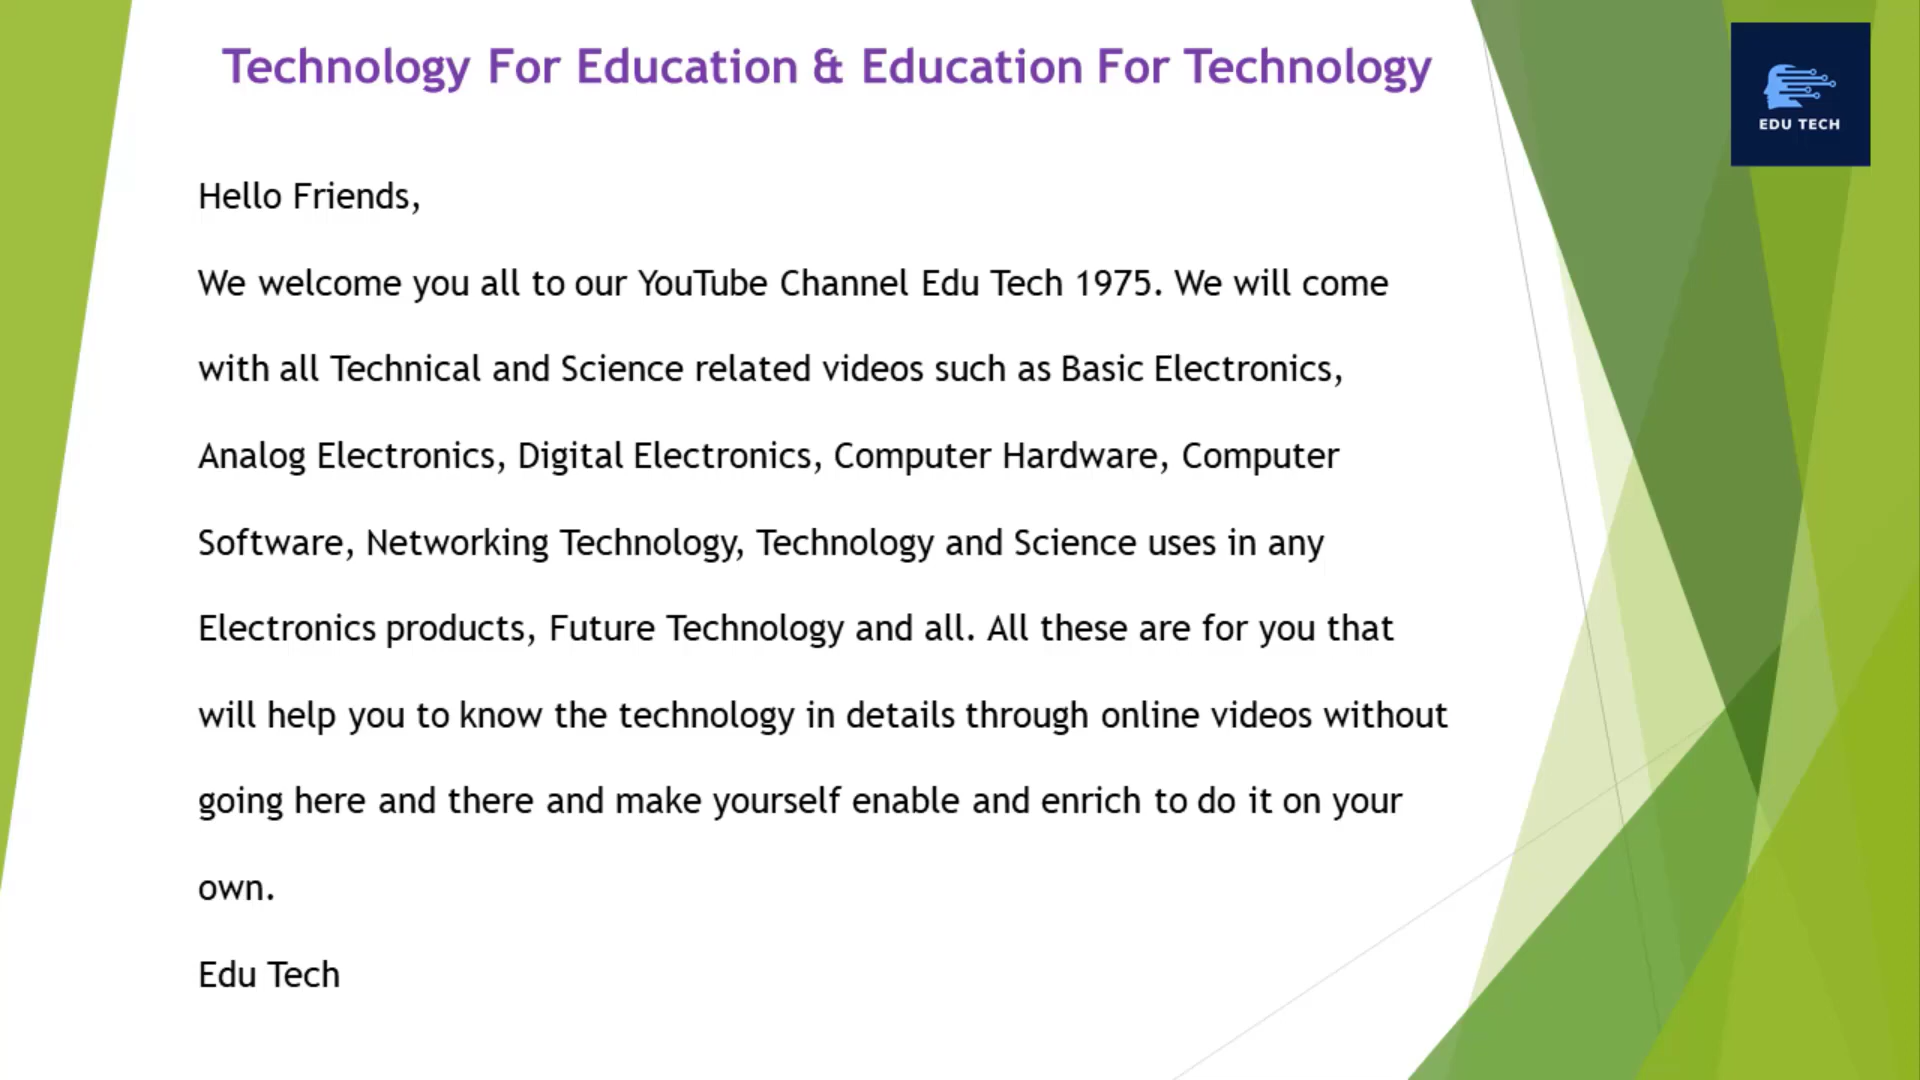 Technology For Education & Education For Technology
EDU TECH
Hello Friends,
We welcome you all to our YouTube Channel Edu Tech 1975. We will come
with all Technical and Science related videos such as Basic Electronics,
Analog Electronics, Digital Electronics, Computer Hardware, Computer
Software, Networking Technology, Technology and Science uses in any
Electronics products, Future Technology and all. All these are for you that
will help you to know the technology in details through online videos without
going here and there and make yourself enable and enrich to do it on your
own.
Edu Tech